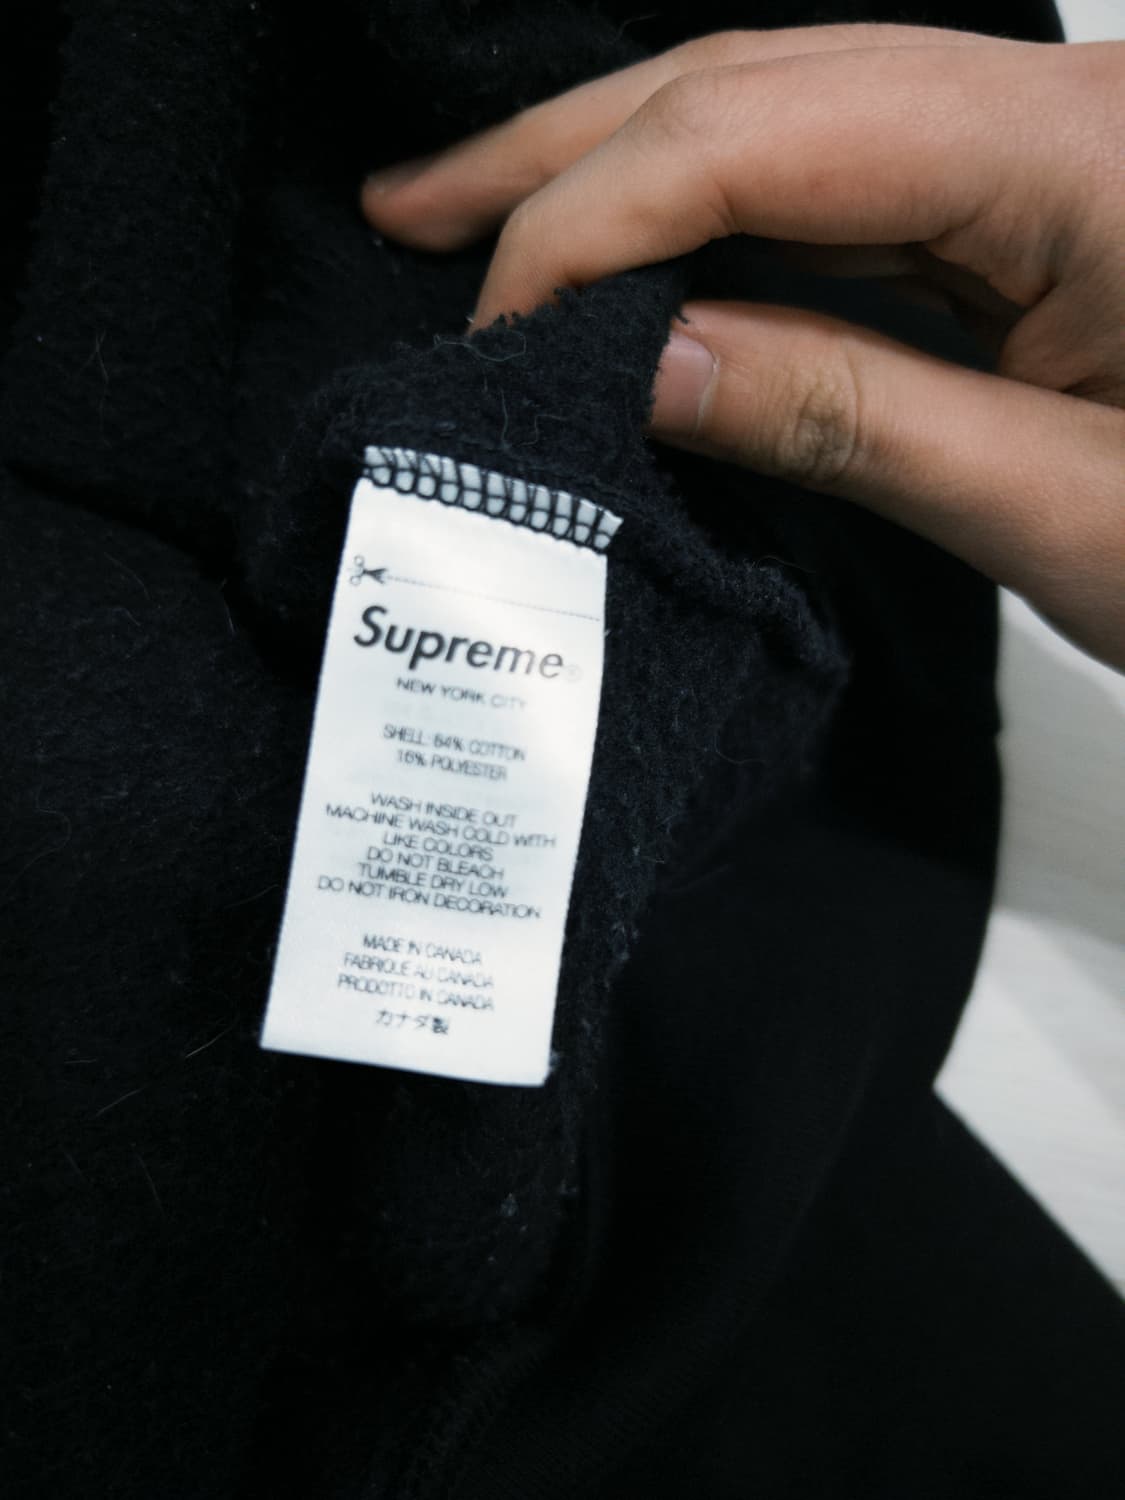 Supreme®
NEW YORK CITY
SHELL: 84% COTTON
16% POLYESTER
WASH INSIDE OUT
MACHINE WASH COLD WITH
LIKE COLORS
DO NOT BLEACH
TUMBLE DRY LOW
DO NOT IRON DECORATION
MADE IN CANADA
FABRIQUE AU CANADA
PRODOTTO IN CANADA
カナダ製